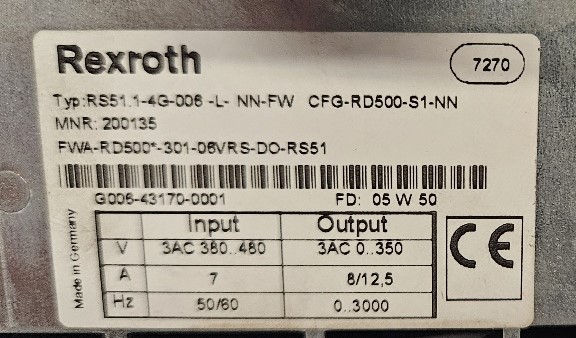 Rexroth
7270
Typ:RS51.1-4G-006 -L- NN-FW CFG-RD500-S1-NN
MNR: 200135
FWA-RD500*-301-06VRS-DO-RS51
G006-43170-0001 FD: 05 W 50
Made in Germany
Input Output
V 3AC 380..480 3AC 0..350
A 7 8/12,5
Hz 50/60 0..3000
CE